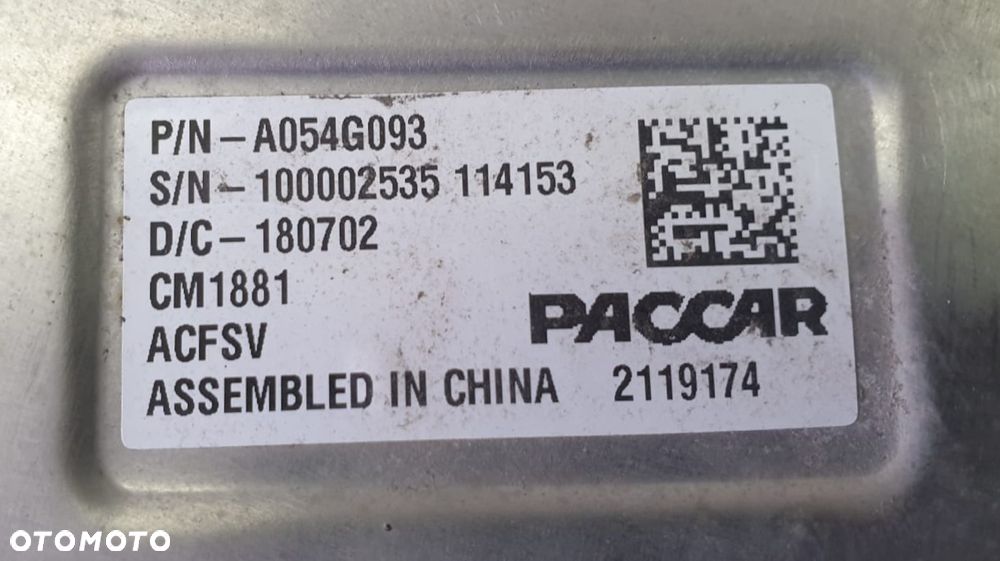 P/N – A054G093
S/N – 100002535 114153
D/C – 180702
CM1881
ACFSV
PACCAR
ASSEMBLED IN CHINA 2119174
OTOMOTO